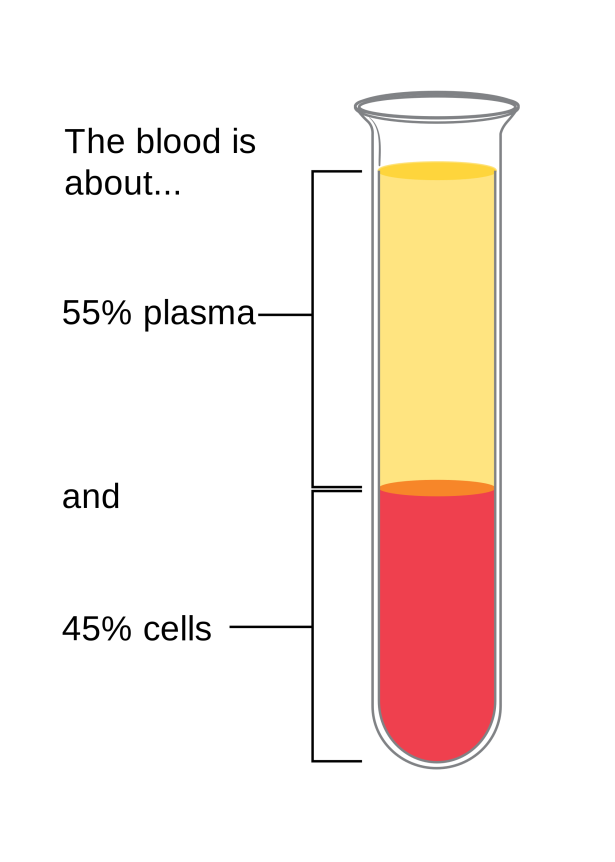 The blood is
about...
55% plasma
and
45% cells